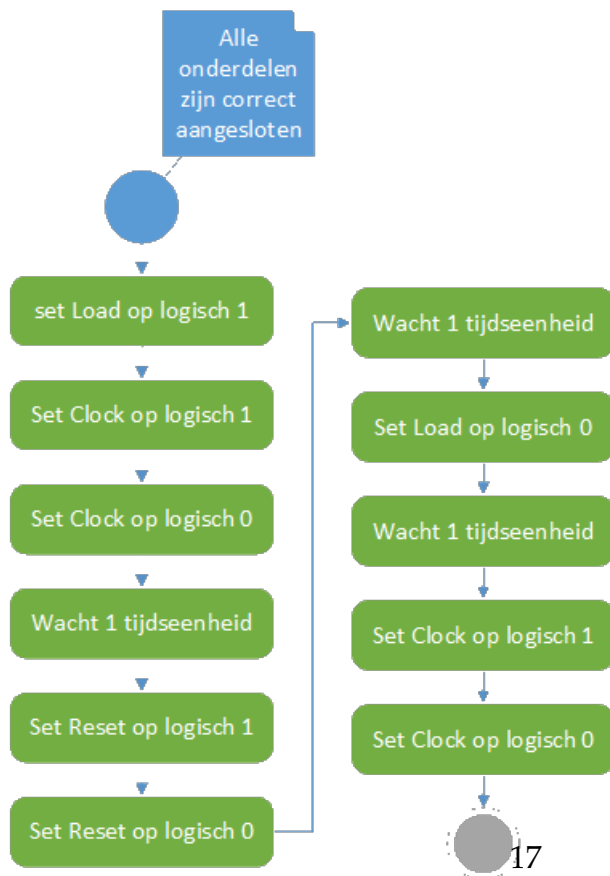 Alle
onderdelen
zijn correct
aangesloten
set Load op logisch 1
Set Clock op logisch 1
Set Clock op logisch 0
Wacht 1 tijdseenheid
Set Reset op logisch 1
Set Reset op logisch 0
Wacht 1 tijdseenheid
Set Load op logisch 0
Wacht 1 tijdseenheid
Set Clock op logisch 1
Set Clock op logisch 0
17